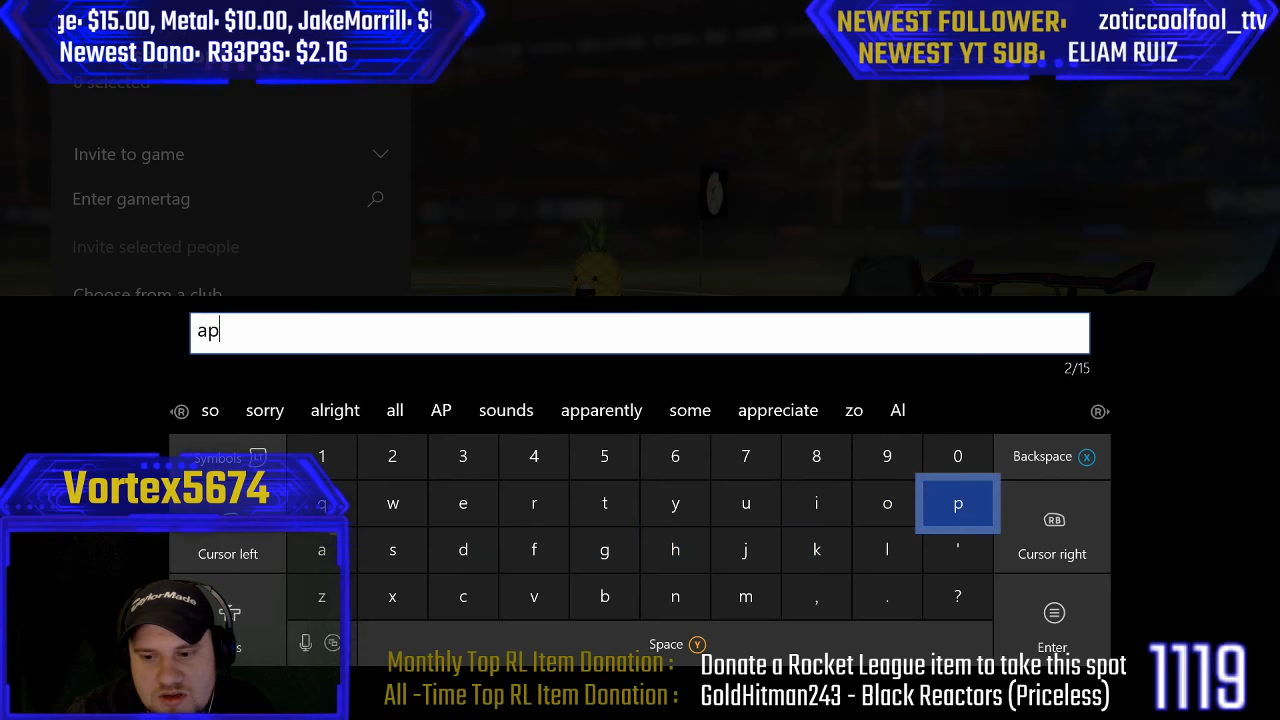 ge: $15.00, Metal: $10.00, JakeMorrill: $
Newest Dono: R33P3S: $2.16
NEWEST FOLLOWER: zoticcoolfool_ttv
NEWEST YT SUB: ELIAM RUIZ
0 selected
Invite to game
Enter gamertag
Invite selected people
Choose from a club
ap
2/15
R so sorry alright all AP sounds apparently some appreciate zo Al R
Symbols LT 1 2 3 4 5 6 7 8 9 0 Backspace X
q w e r t y u i o p RB
Cursor left a s d f g h j k l ' Cursor right
z x c v b n m , . ?
Space Y Enter
Vortex5674
TaylorMade
Monthly Top RL Item Donation : Donate a Rocket League item to take this spot
All -Time Top RL Item Donation : GoldHitman243 - Black Reactors (Priceless)
1119